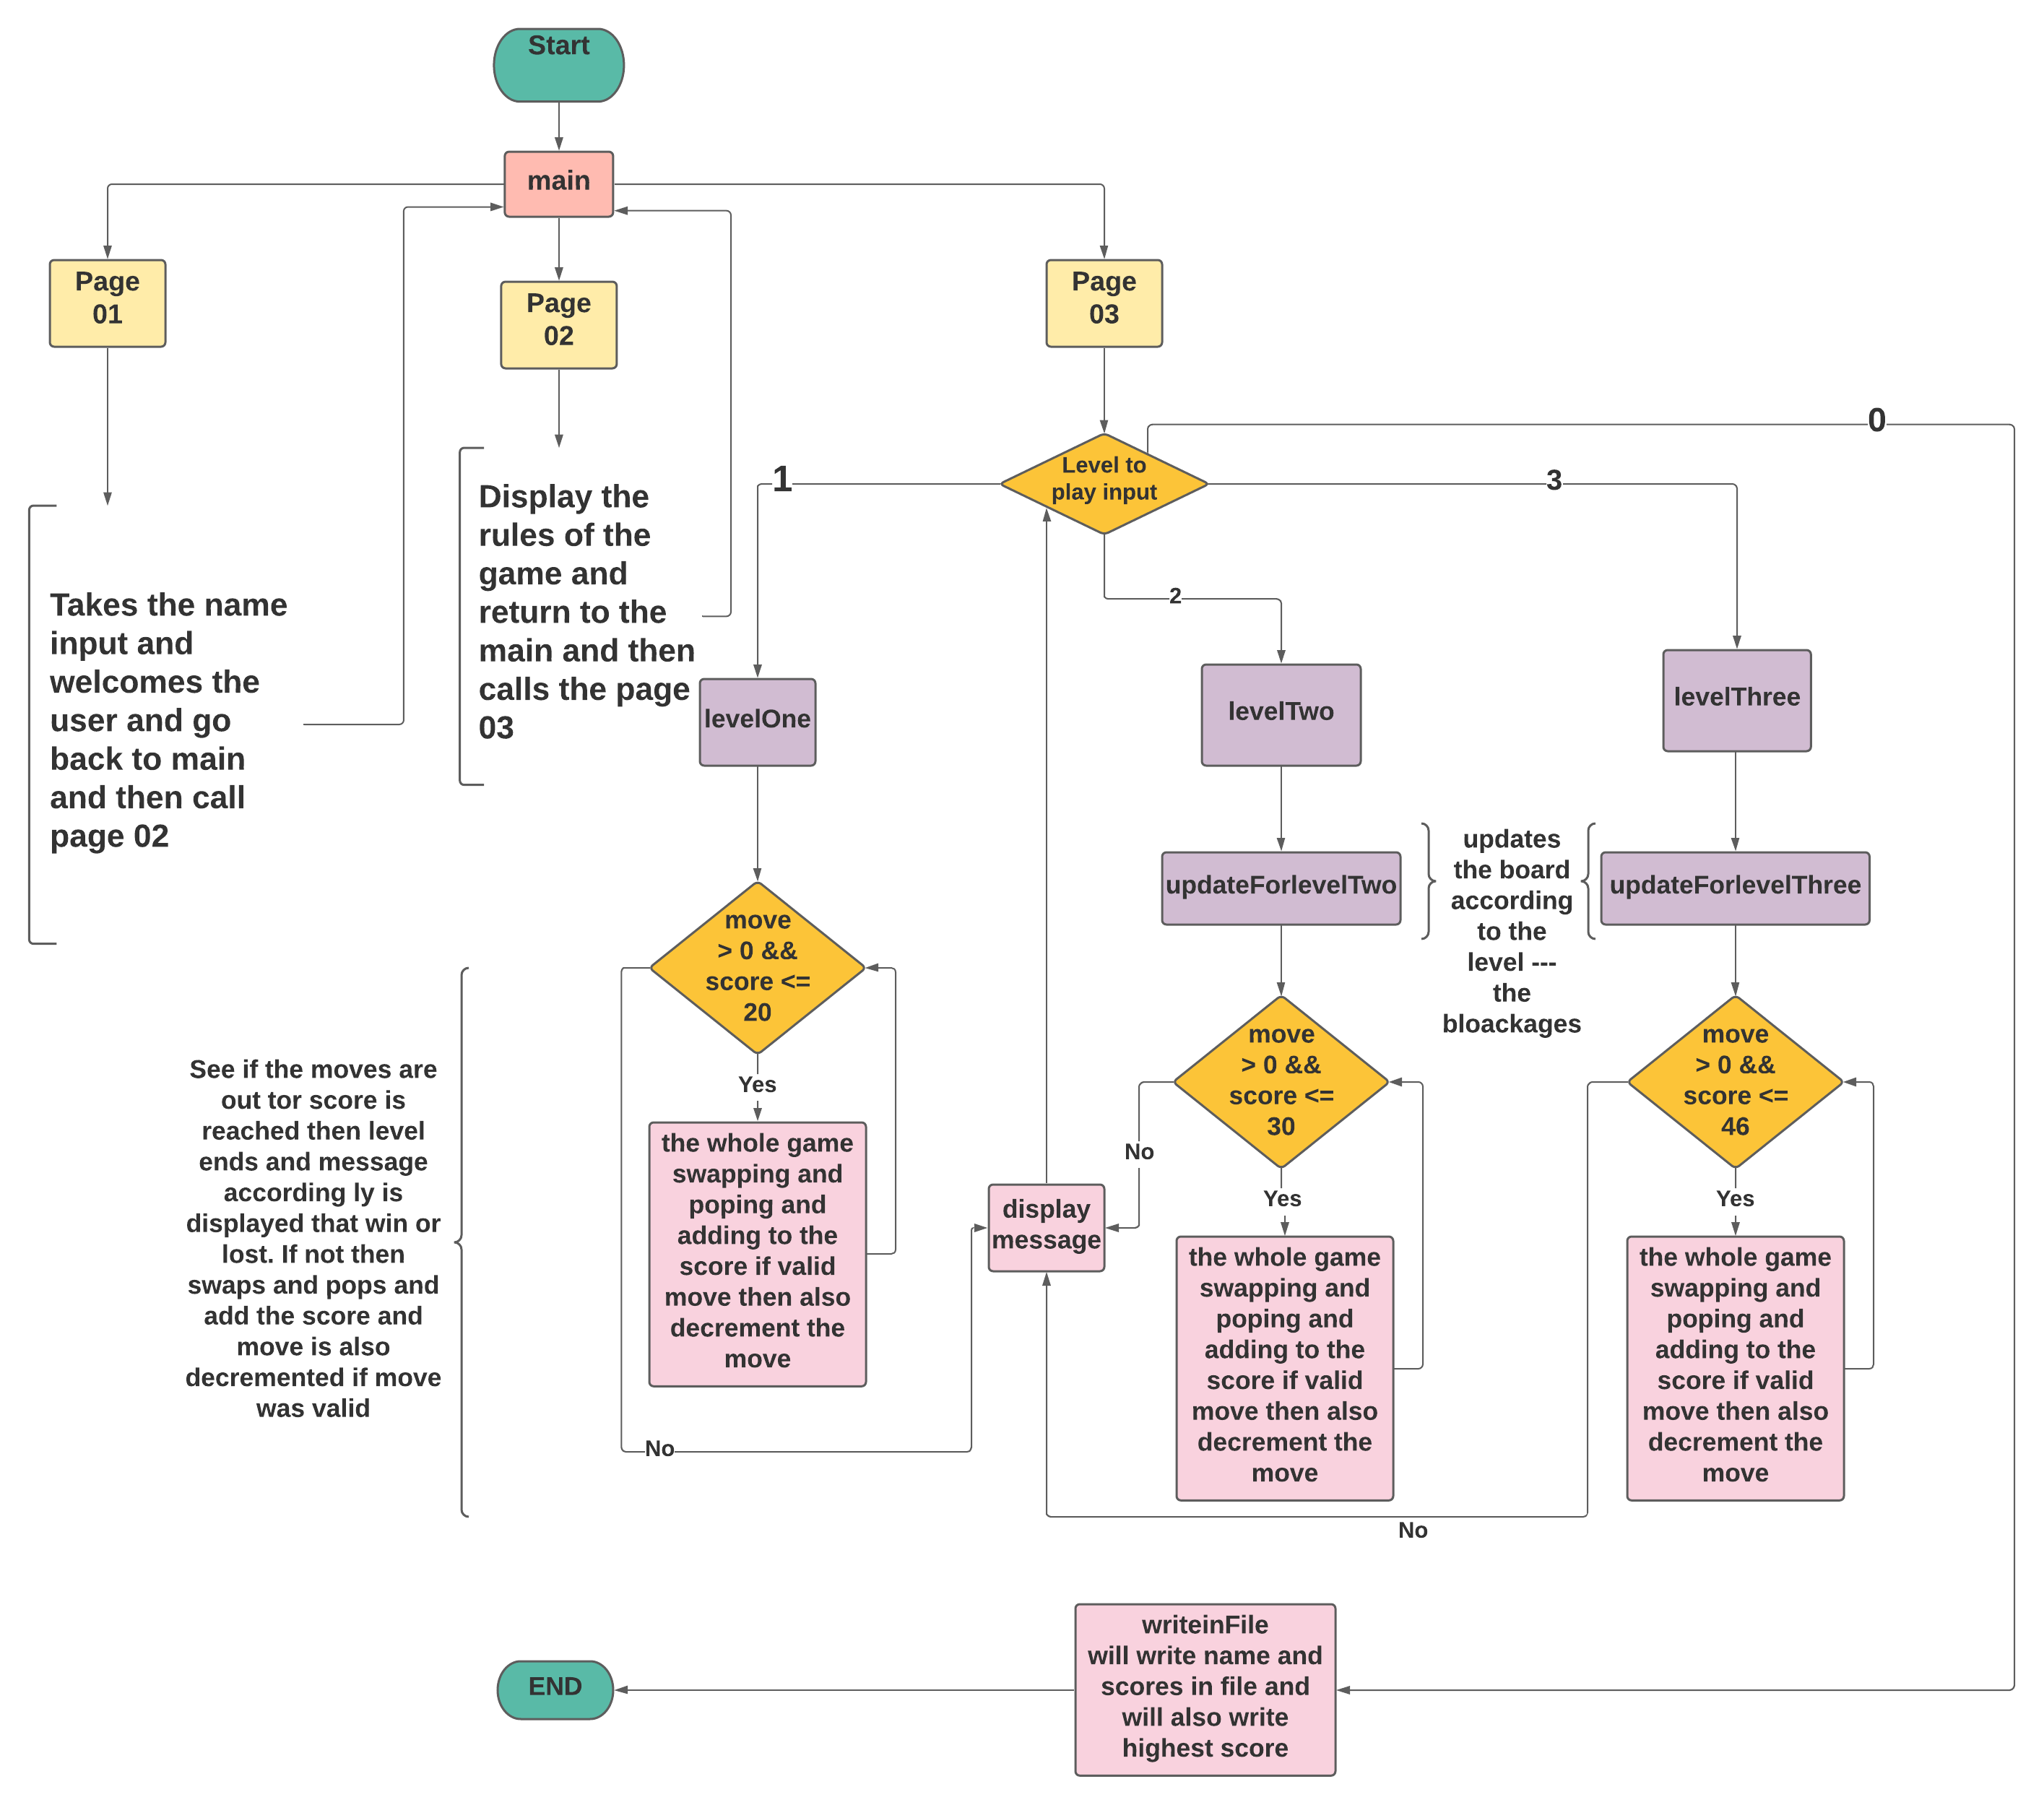 Start
main
Page
01
Page
02
Page
03
Takes the name
input and
welcomes the
user and go
back to main
and then call
page 02
Display the
rules of the
game and
return to the
main and then
calls the page
03
Level to
play input
0
1
3
2
levelOne
levelTwo
levelThree
updateForlevelTwo
updates
the board
according
to the
level ---
the
bloackages
updateForlevelThree
move
> 0 &&
score <=
20
move
> 0 &&
score <=
30
move
> 0 &&
score <=
46
See if the moves are
out tor score is
reached then level
ends and message
according ly is
displayed that win or
lost. If not then
swaps and pops and
add the score and
move is also
decremented if move
was valid
Yes
the whole game
swapping and
poping and
adding to the
score if valid
move then also
decrement the
move
No
display
message
No
Yes
the whole game
swapping and
poping and
adding to the
score if valid
move then also
decrement the
move
Yes
the whole game
swapping and
poping and
adding to the
score if valid
move then also
decrement the
move
No
writeinFile
will write name and
scores in file and
will also write
highest score
END